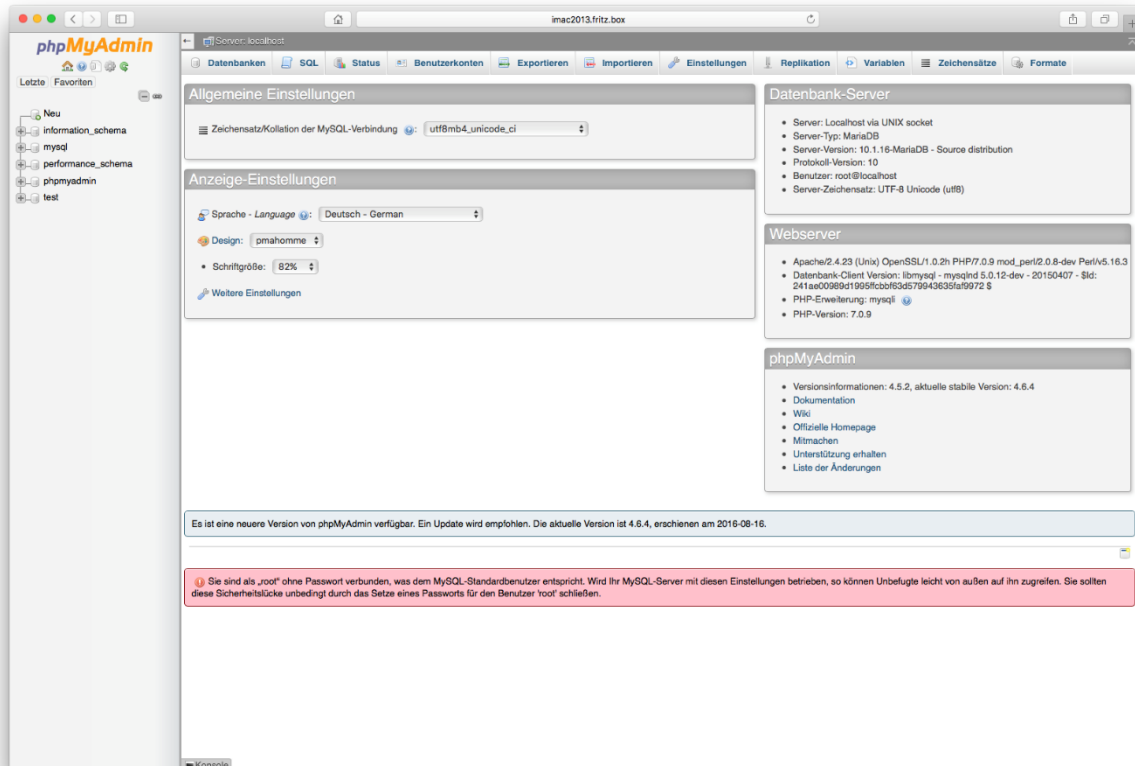 imac2013.fritz.box
phpMyAdmin
Letzte Favoriten
Neu
information_schema
mysql
performance_schema
phpmyadmin
test
Server: localhost
Datenbanken SQL Status Benutzerkonten Exportieren Importieren Einstellungen Replikation Variablen Zeichensätze Formate
Allgemeine Einstellungen
Zeichensatz/Kollation der MySQL-Verbindung : utf8mb4_unicode_ci
Anzeige-Einstellungen
Sprache - Language : Deutsch - German
Design: pmahomme
• Schriftgröße: 82%
Weitere Einstellungen
Datenbank-Server
• Server: Localhost via UNIX socket
• Server-Typ: MariaDB
• Server-Version: 10.1.16-MariaDB - Source distribution
• Protokoll-Version: 10
• Benutzer: root@localhost
• Server-Zeichensatz: UTF-8 Unicode (utf8)
Webserver
• Apache/2.4.23 (Unix) OpenSSL/1.0.2h PHP/7.0.9 mod_perl/2.0.8-dev Perl/v5.16.3
• Datenbank-Client Version: libmysql - mysqlnd 5.0.12-dev - 20150407 - $Id:
241ae00989d1995ffcbbf63d579943635faf9972 $
• PHP-Erweiterung: mysqli
• PHP-Version: 7.0.9
phpMyAdmin
• Versionsinformationen: 4.5.2, aktuelle stabile Version: 4.6.4
• Dokumentation
• Wiki
• Offizielle Homepage
• Mitmachen
• Unterstützung erhalten
• Liste der Änderungen
Es ist eine neuere Version von phpMyAdmin verfügbar. Ein Update wird empfohlen. Die aktuelle Version ist 4.6.4, erschienen am 2016-08-16.
Sie sind als „root“ ohne Passwort verbunden, was dem MySQL-Standardbenutzer entspricht. Wird Ihr MySQL-Server mit diesen Einstellungen betrieben, so können Unbefugte leicht von außen auf ihn zugreifen. Sie sollten
diese Sicherheitslücke unbedingt durch das Setze eines Passworts für den Benutzer 'root' schließen.
Konsole